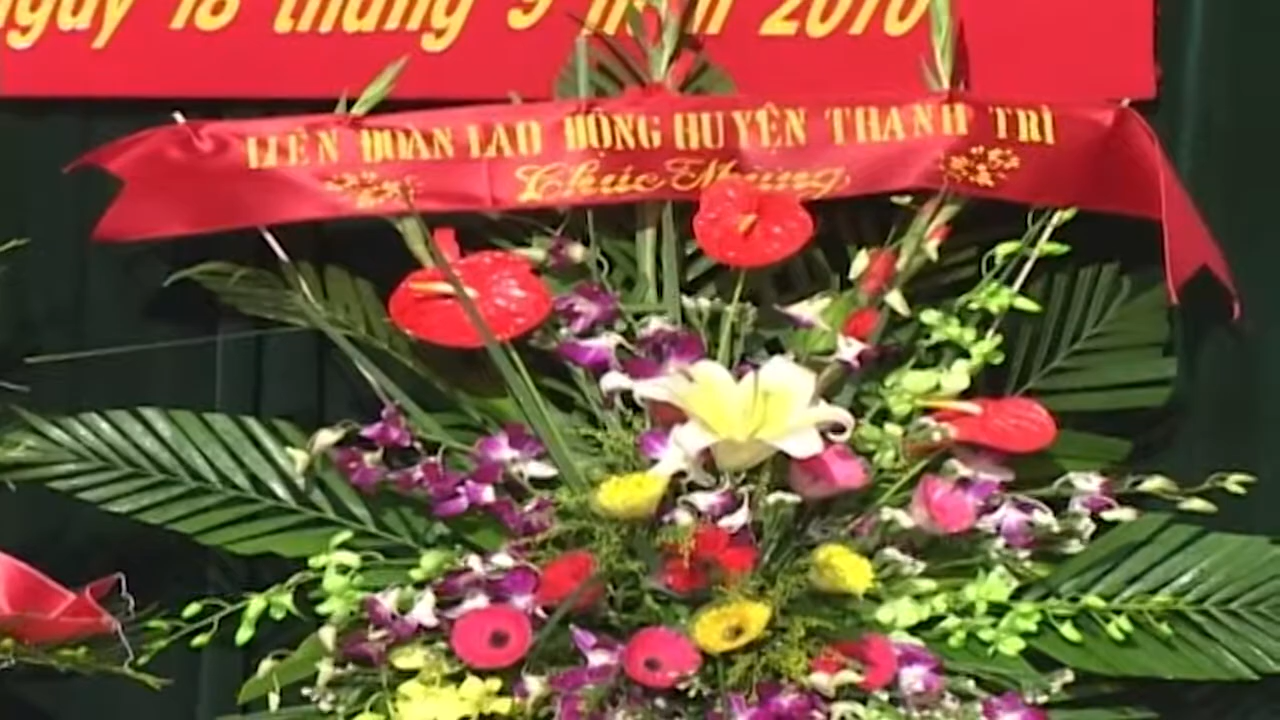 ngày 18 tháng 9 năm 2010
LIÊN ĐOÀN LAO ĐỘNG HUYỆN THANH TRÌ
Chúc Mừng